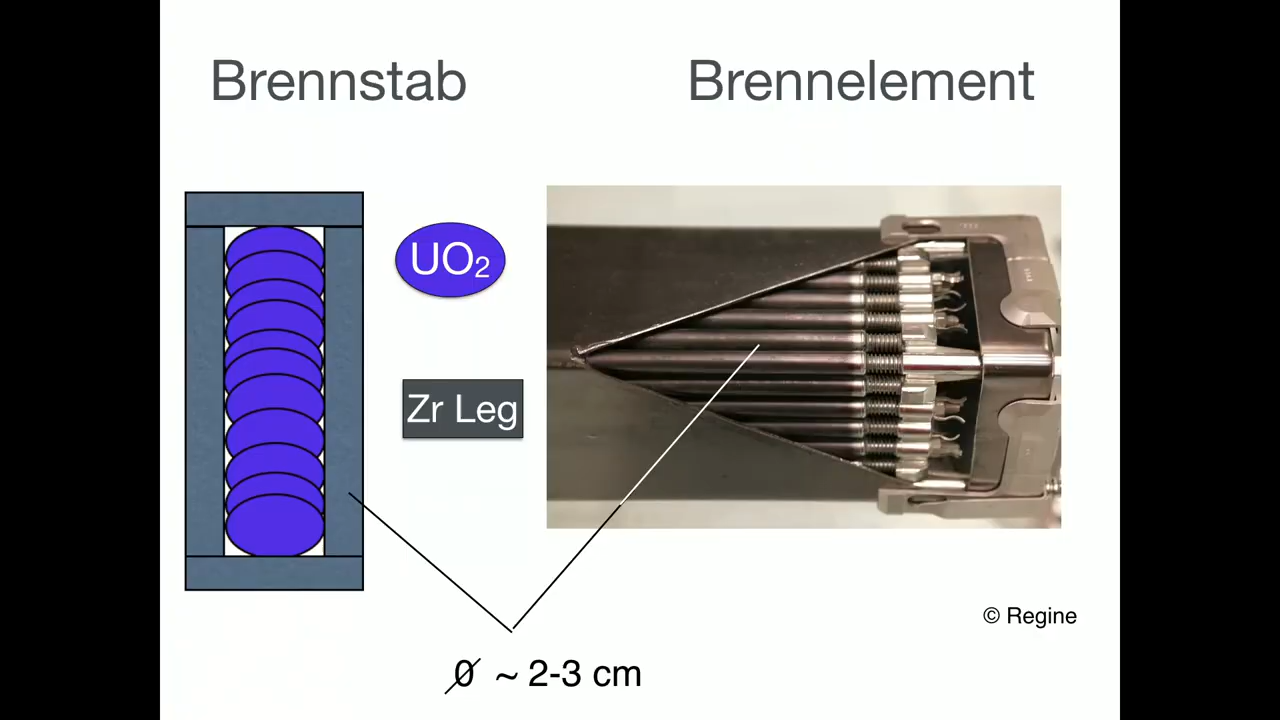 Brennstab
Brennelement
UO₂
Zr Leg
© Regine
Ø ~ 2-3 cm